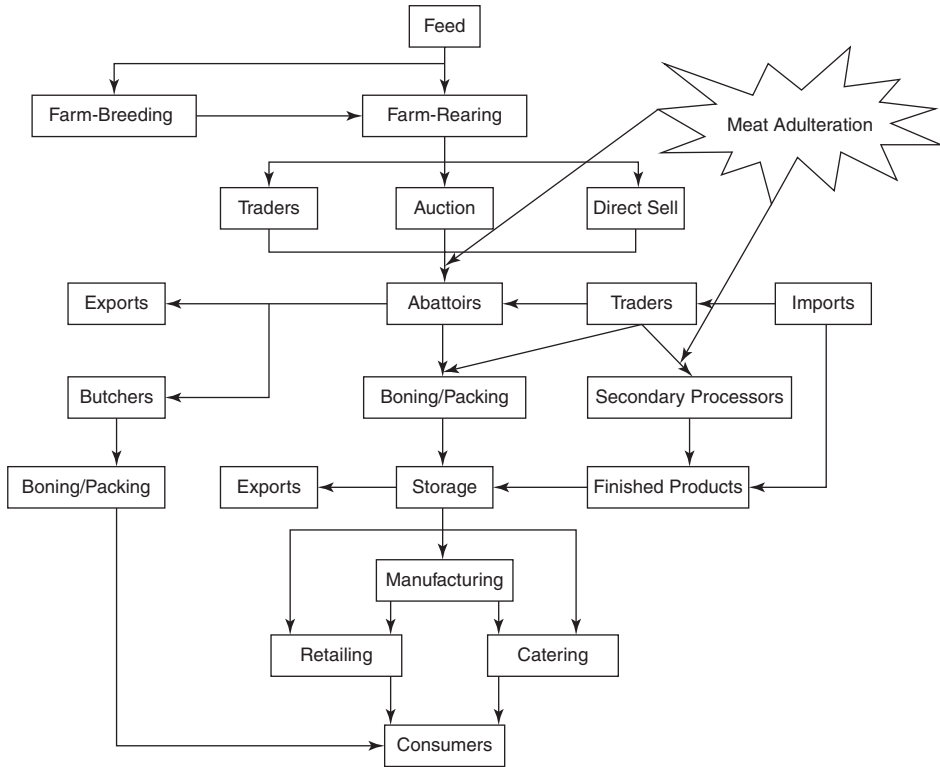 Feed
Farm-Breeding
Farm-Rearing
Meat Adulteration
Traders
Auction
Direct Sell
Exports
Abattoirs
Traders
Imports
Butchers
Boning/Packing
Secondary Processors
Boning/Packing
Exports
Storage
Finished Products
Manufacturing
Retailing
Catering
Consumers